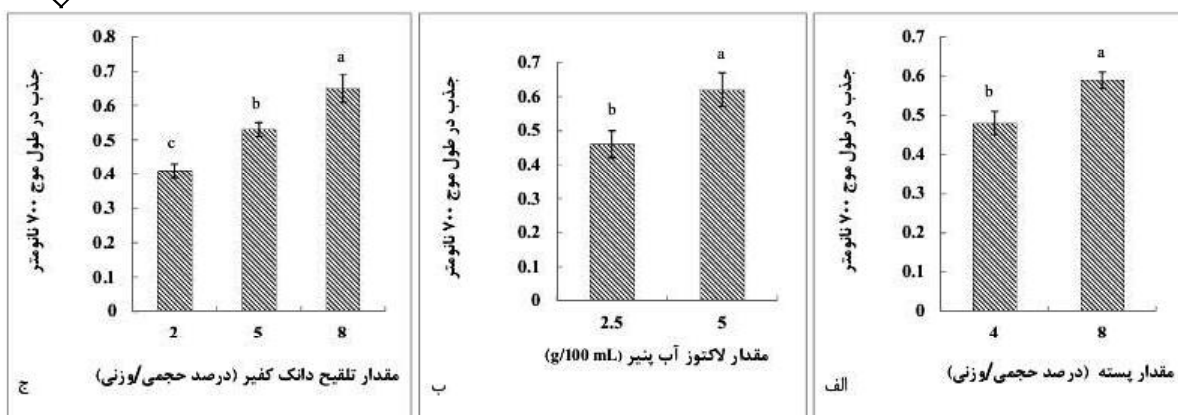 جذب در طول موج ۷۰۰ نانومتر
0.7
0.6
0.5
0.4
0.3
0.2
0.1
0
b
a
4
8
مقدار پسته (درصد حجمی/وزنی)
الف
جذب در طول موج ۷۰۰ نانومتر
0.7
0.6
0.5
0.4
0.3
0.2
0.1
0
b
a
2.5
5
مقدار لاکتوز آب پنیر (g/100 mL)
ب
جذب در طول موج ۷۰۰ نانومتر
0.8
0.7
0.6
0.5
0.4
0.3
0.2
0.1
0
c
b
a
2
5
8
مقدار تلقیح دانک کفیر (درصد حجمی/وزنی)
ج